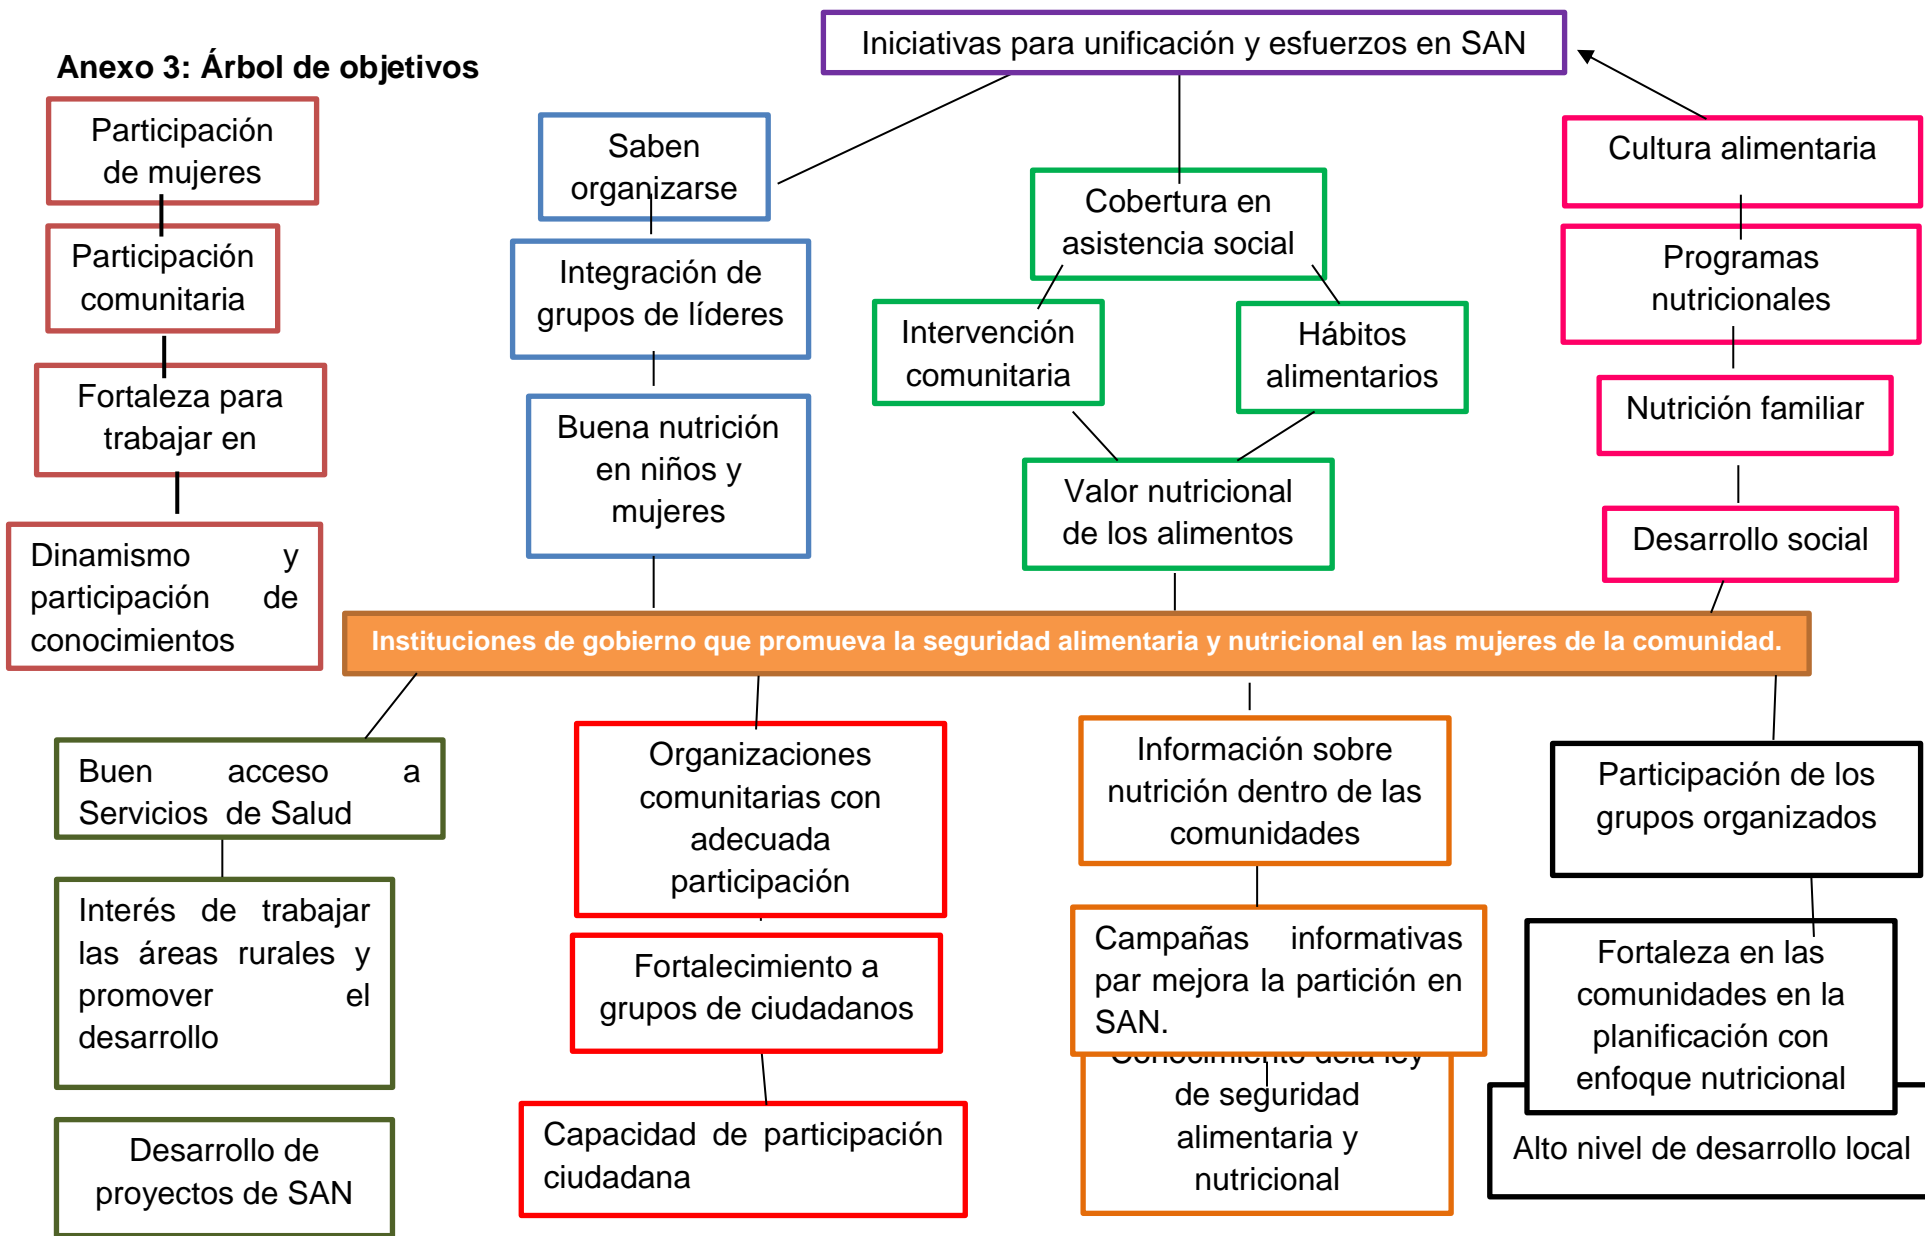 Iniciativas para unificación y esfuerzos en SAN
Anexo 3: Árbol de objetivos
Participación
de mujeres
Participación
comunitaria
Fortaleza para
trabajar en
Dinamismo y
participación de
conocimientos
Saben
organizarse
Integración de
grupos de líderes
Buena nutrición
en niños y
mujeres
Cobertura en
asistencia social
Intervención
comunitaria
Hábitos
alimentarios
Valor nutricional
de los alimentos
Cultura alimentaria
Programas
nutricionales
Nutrición familiar
Desarrollo social
Instituciones de gobierno que promueva la seguridad alimentaria y nutricional en las mujeres de la comunidad.
Buen acceso a
Servicios de Salud
Interés de trabajar
las áreas rurales y
promover el
desarrollo
Desarrollo de
proyectos de SAN
Organizaciones
comunitarias con
adecuada
participación
Fortalecimiento a
grupos de ciudadanos
Capacidad de participación
ciudadana
Información sobre
nutrición dentro de las
comunidades
Campañas informativas
par mejora la partición en
SAN.
Conocimiento dela ley
de seguridad
alimentaria y
nutricional
Participación de los
grupos organizados
Fortaleza en las
comunidades en la
planificación con
enfoque nutricional
Alto nivel de desarrollo local